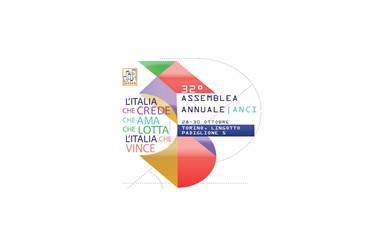 32°
ASSEMBLEA
ANNUALE|ANCI
28-30 OTTOBRE
TORINO, LINGOTTO
PADIGLIONE 5
L'ITALIA
CHE CREDE
CHE AMA
CHE LOTTA
L'ITALIA CHE
VINCE